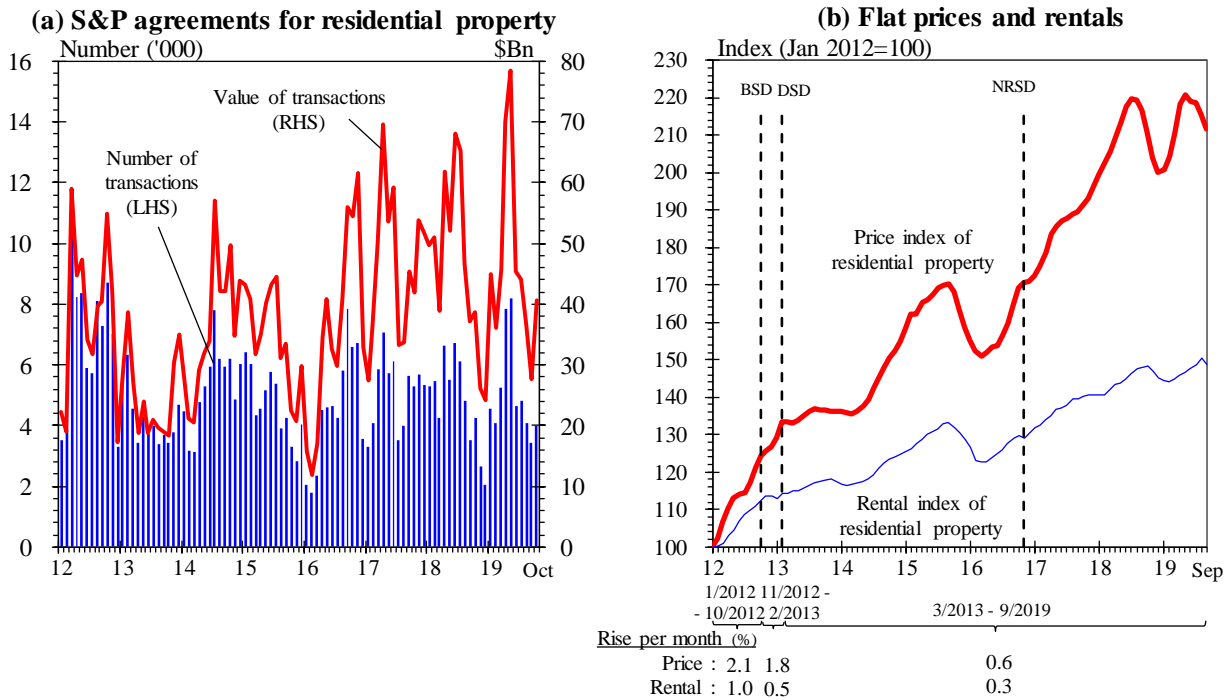 (a) S&P agreements for residential property
Number ('000)
$Bn
16
14
12
10
8
6
4
2
0
80
70
60
50
40
30
20
10
0
Value of transactions
(RHS)
Number of
transactions
(LHS)
12 13 14 15 16 17 18 19 Oct
(b) Flat prices and rentals
Index (Jan 2012=100)
230
220
210
200
190
180
170
160
150
140
130
120
110
100
BSD DSD
NRSD
Price index of
residential property
Rental index of
residential property
12 13 14 15 16 17 18 19 Sep
1/2012 11/2012 -
- 10/2012 2/2013
3/2013 - 9/2019
Rise per month (%)
Price : 2.1 1.8 0.6
Rental : 1.0 0.5 0.3